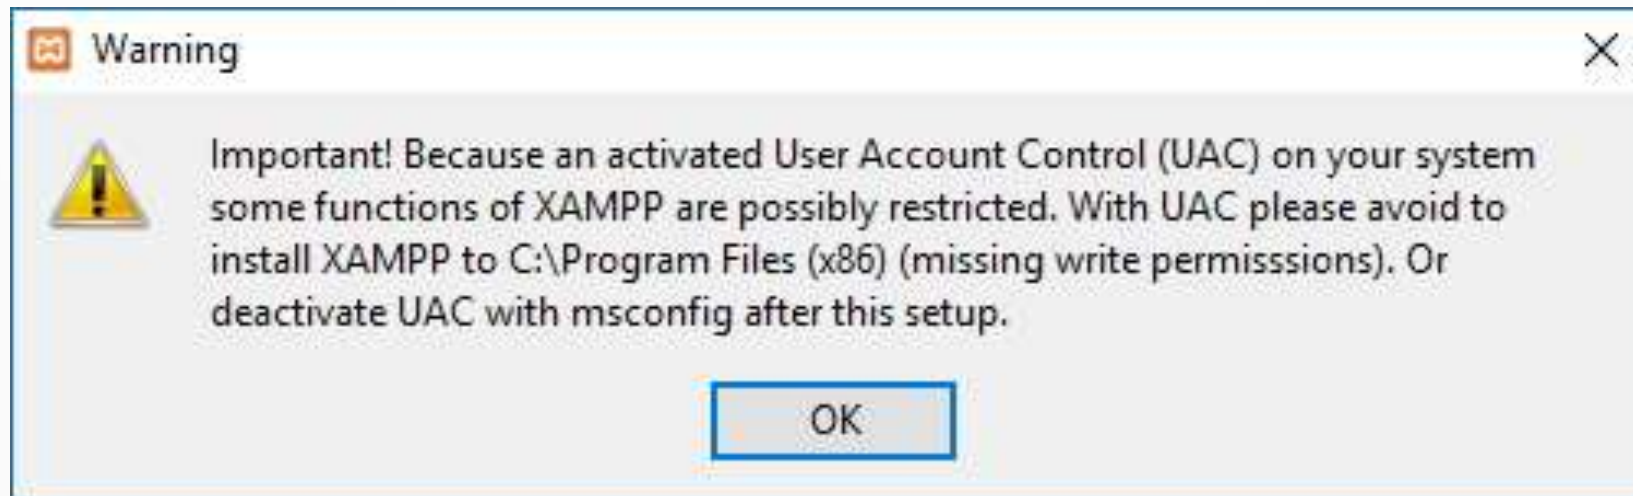 Warning
Important! Because an activated User Account Control (UAC) on your system
some functions of XAMPP are possibly restricted. With UAC please avoid to
install XAMPP to C:\Program Files (x86) (missing write permisssions). Or
deactivate UAC with msconfig after this setup.
OK